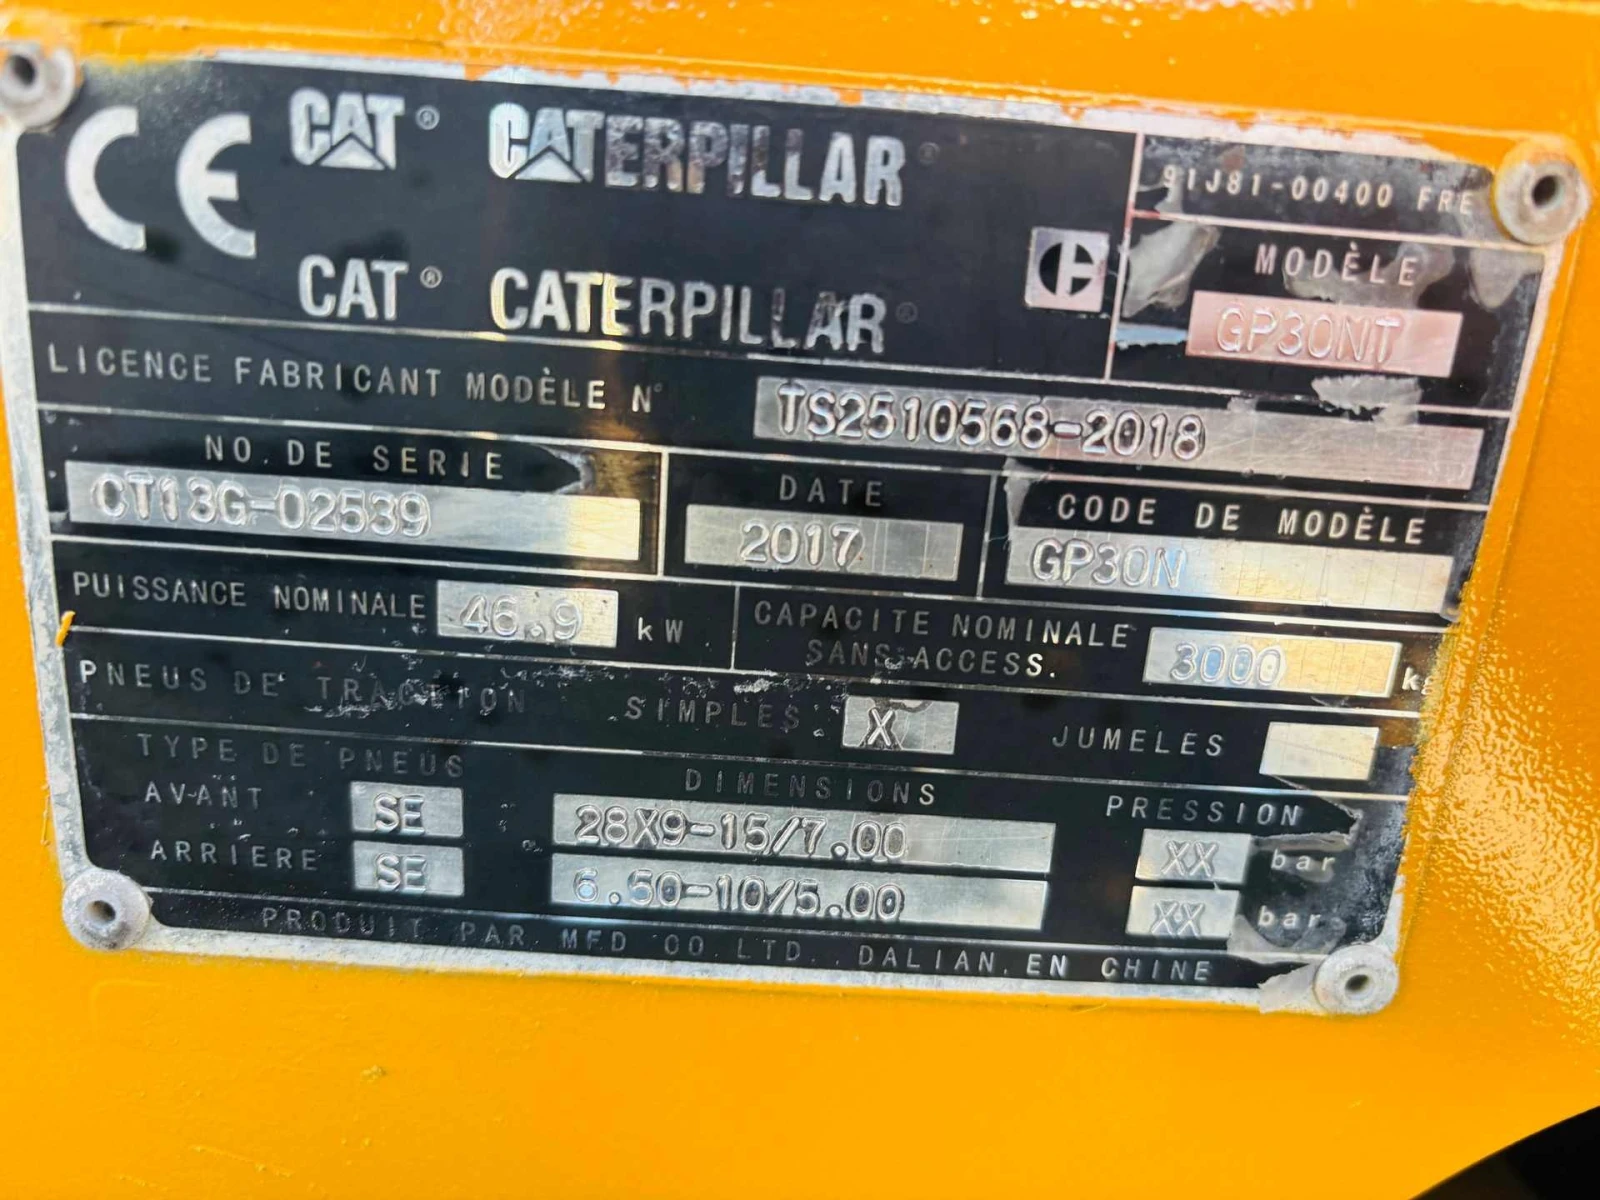 CE CAT® CATERPILLAR®
91J81-00400 FRE
CAT® CATERPILLAR®
MODÈLE
GP30NT
LICENCE FABRICANT MODÈLE N° TS2510568-2018
NO. DE SERIE DATE CODE DE MODÈLE
CT13G-02539 2017 GP30N
PUISSANCE NOMINALE 46.9 kW CAPACITE NOMINALE SANS ACCESS. 3000
PNEUS DE TRACTION SIMPLES X JUMELES
TYPE DE PNEUS DIMENSIONS PRESSION
AVANT SE 28X9-15/7.00 XX bar
ARRIERE SE 6.50-10/5.00 XX bar
PRODUIT PAR MFD CO.LTD., DALIAN, EN CHINE